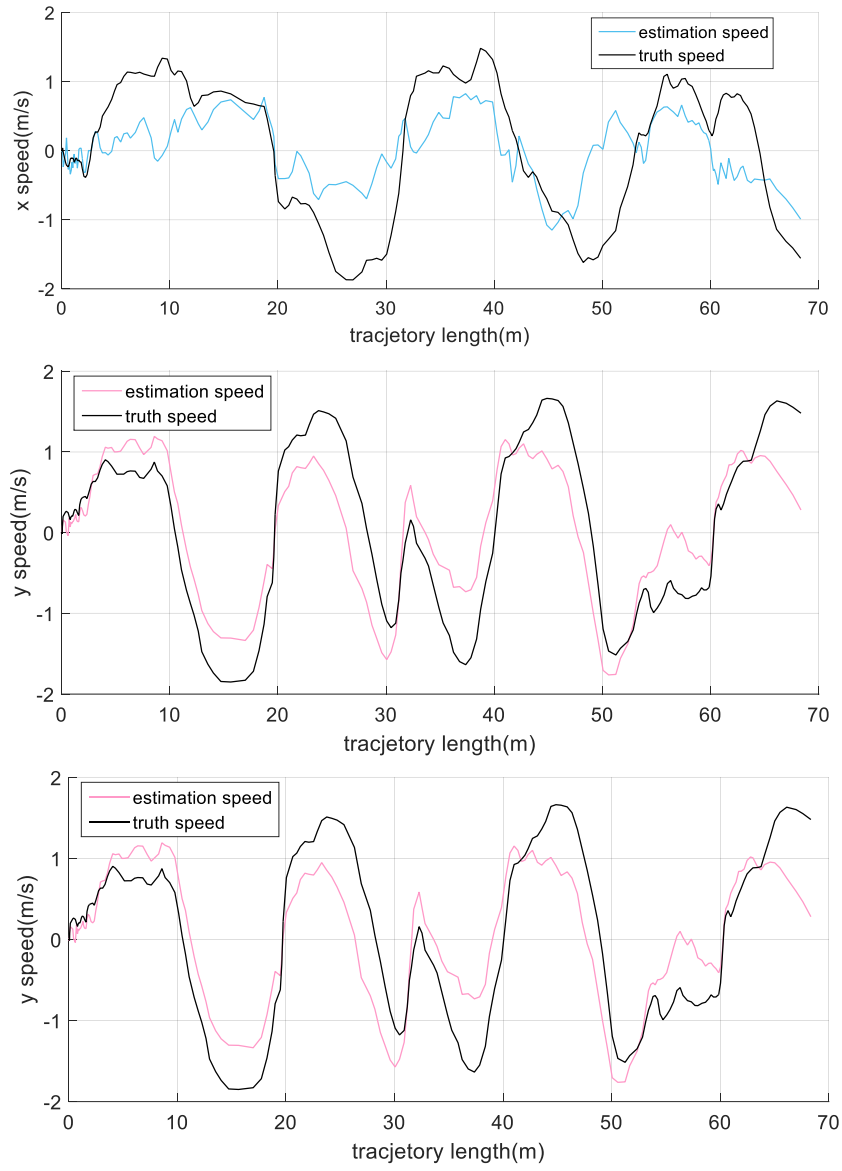 2
1
0
-1
-2
x speed(m/s)
estimation speed
truth speed
0 10 20 30 40 50 60 70
tracjetory length(m)
2
1
0
-1
-2
y speed(m/s)
estimation speed
truth speed
0 10 20 30 40 50 60 70
tracjetory length(m)
2
1
0
-1
-2
y speed(m/s)
estimation speed
truth speed
0 10 20 30 40 50 60 70
tracjetory length(m)